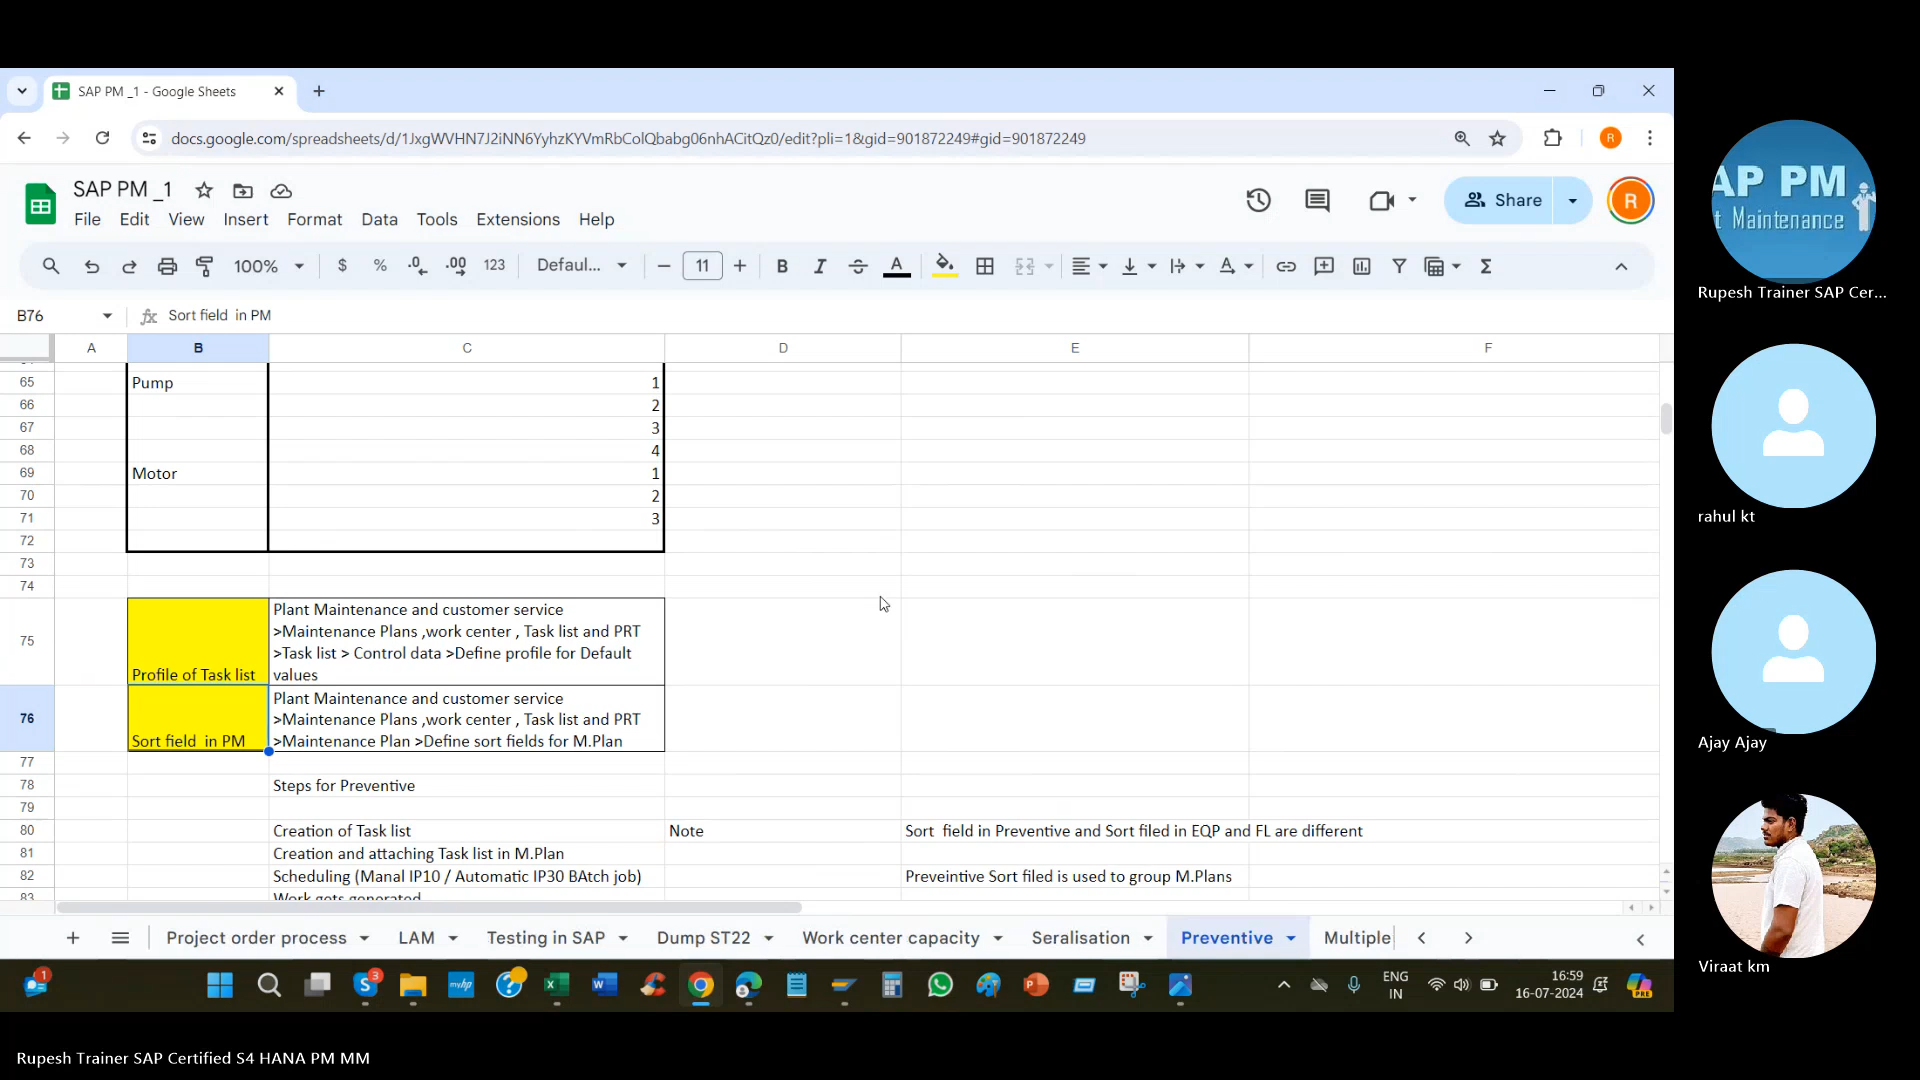 SAP PM _1 - Google Sheets
docs.google.com/spreadsheets/d/1JxgWVHN7J2iNN6YyhzKYVmRbColQbabg06nhACitQz0/edit?pli=1&gid=901872249#gid=901872249
R
SAP PM _1
File Edit View Insert Format Data Tools Extensions Help
Share
R
100% $ % .0 .00 123 Defaul... 11 B I A
B76 Sort field in PM
A B C D E F
65 Pump 1
66 2
67 3
68 4
69 Motor 1
70 2
71 3
72
73
74
75 Profile of Task list
Plant Maintenance and customer service
>Maintenance Plans ,work center , Task list and PRT
>Task list > Control data >Define profile for Default
values
76 Sort field in PM
Plant Maintenance and customer service
>Maintenance Plans ,work center , Task list and PRT
>Maintenance Plan >Define sort fields for M.Plan
77
78 Steps for Preventive
79
80 Creation of Task list Note Sort field in Preventive and Sort filed in EQP and FL are different
81 Creation and attaching Task list in M.Plan
82 Scheduling (Manal IP10 / Automatic IP30 BAtch job) Preveintive Sort filed is used to group M.Plans
83 Work gets generated
Project order process LAM Testing in SAP Dump ST22 Work center capacity Seralisation Preventive Multiple
1 3
ENG
IN
16:59
16-07-2024
AP PM
t Maintenance
Rupesh Trainer SAP Cer...
rahul kt
Ajay Ajay
Viraat km
Rupesh Trainer SAP Certified S4 HANA PM MM